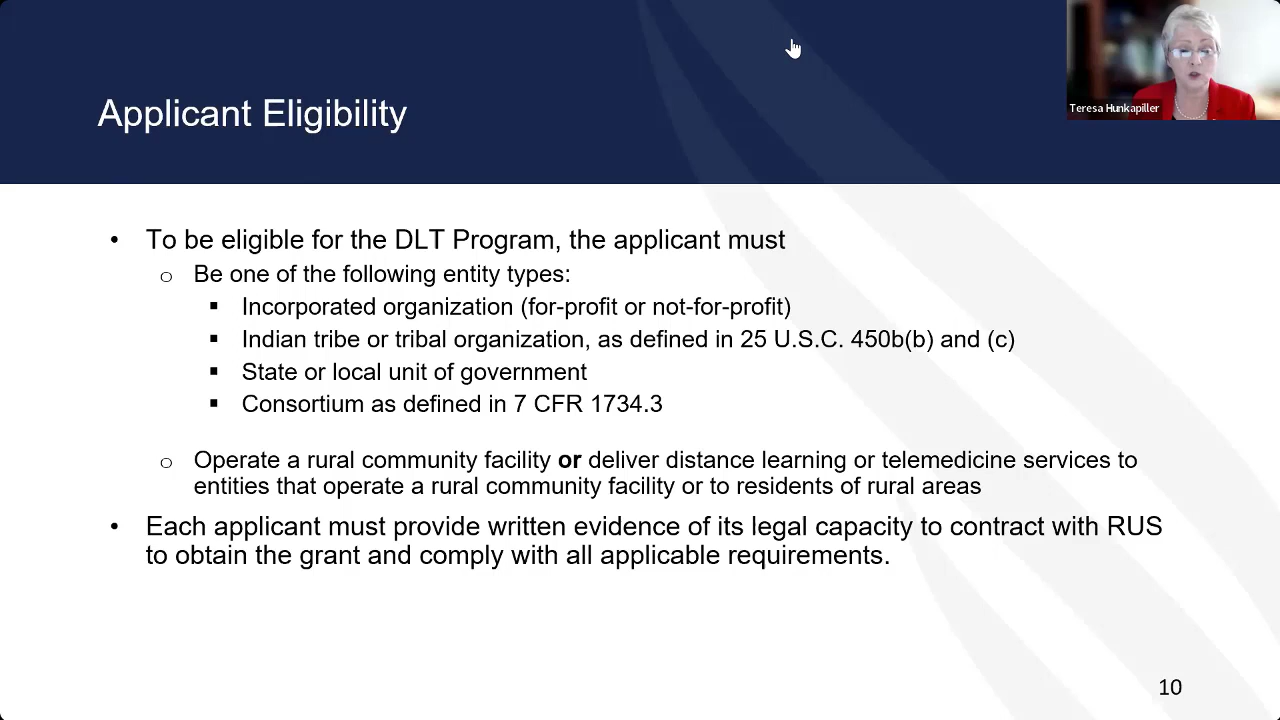 Applicant Eligibility
Teresa Hunkapiller
• To be eligible for the DLT Program, the applicant must
o Be one of the following entity types:
▪ Incorporated organization (for-profit or not-for-profit)
▪ Indian tribe or tribal organization, as defined in 25 U.S.C. 450b(b) and (c)
▪ State or local unit of government
▪ Consortium as defined in 7 CFR 1734.3
o Operate a rural community facility or deliver distance learning or telemedicine services to
entities that operate a rural community facility or to residents of rural areas
• Each applicant must provide written evidence of its legal capacity to contract with RUS
to obtain the grant and comply with all applicable requirements.
10